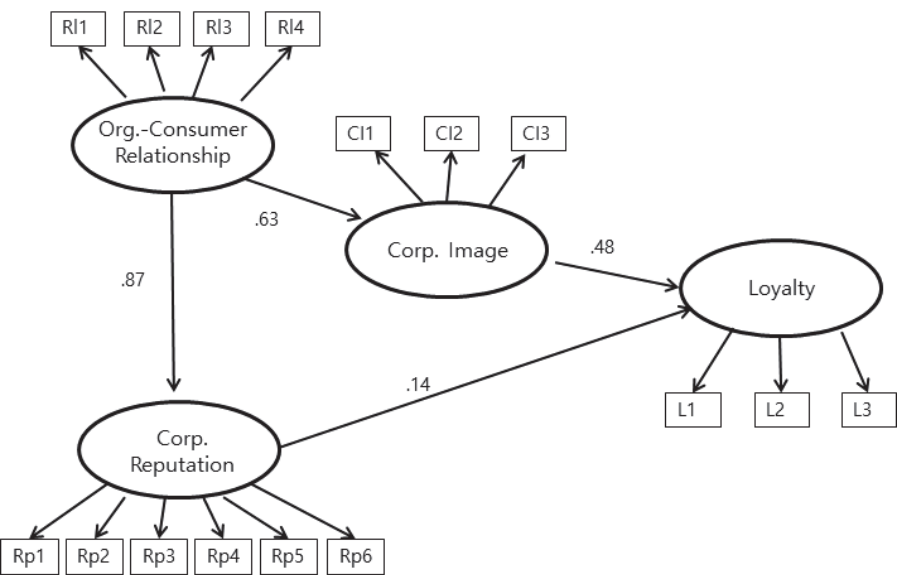 Rl1 Rl2 Rl3 Rl4
Org.-Consumer
Relationship
CI1 CI2 CI3
.63
Corp. Image
.48
.87
Loyalty
.14
L1 L2 L3
Corp.
Reputation
Rp1 Rp2 Rp3 Rp4 Rp5 Rp6